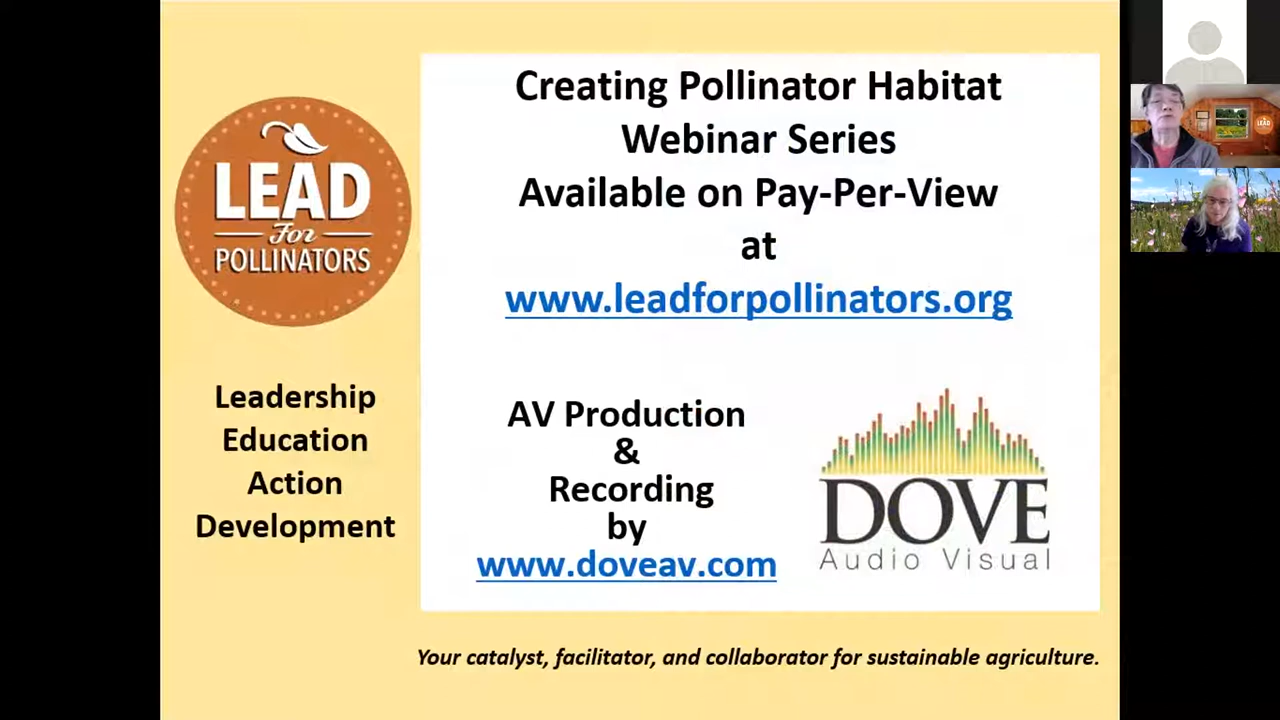 LEAD
For
POLLINATORS
Leadership
Education
Action
Development
Creating Pollinator Habitat
Webinar Series
Available on Pay-Per-View
at
www.leadforpollinators.org
AV Production
&
Recording
by
www.doveav.com
DOVE
Audio Visual
Your catalyst, facilitator, and collaborator for sustainable agriculture.
LEAD